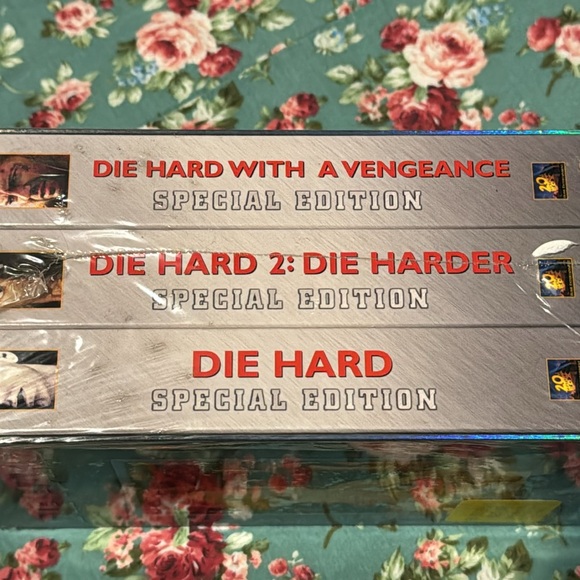 DIE HARD WITH A VENGEANCE
SPECIAL EDITION
DIE HARD 2: DIE HARDER
SPECIAL EDITION
DIE HARD
SPECIAL EDITION